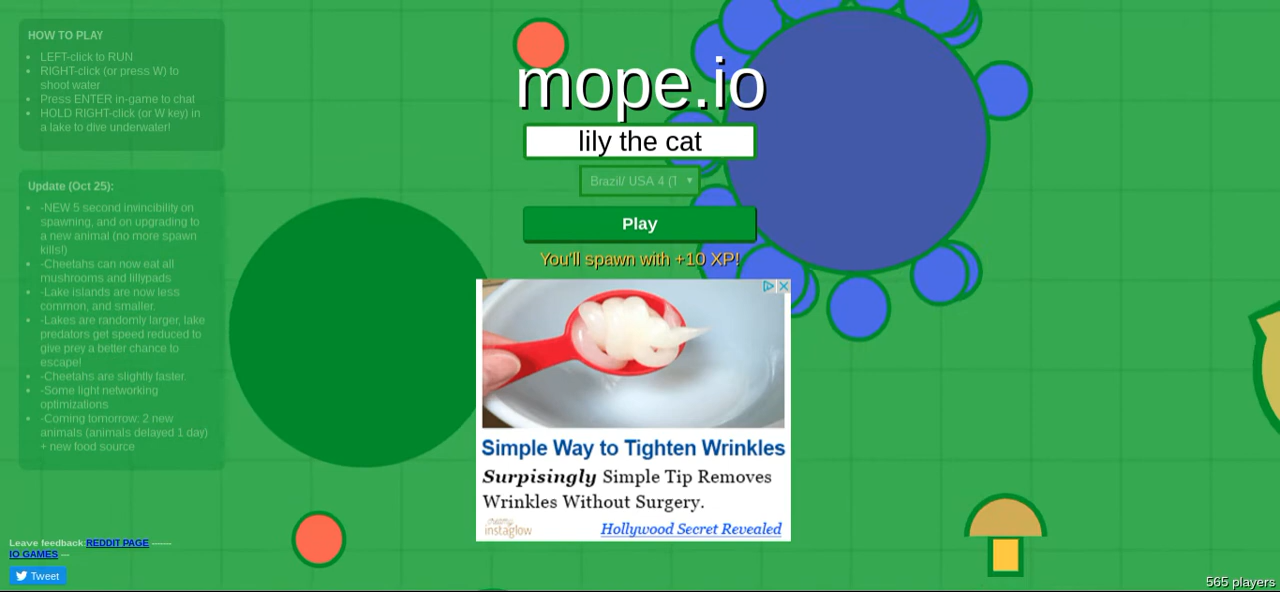 HOW TO PLAY
LEFT-click to RUN
RIGHT-click (or press W) to
shoot water
Press ENTER in-game to chat
HOLD RIGHT-click (or W key) in
a lake to dive underwater!
Update (Oct 25):
-NEW 5 second invincibility on
spawning, and on upgrading to
a new animal (no more spawn
kills!)
-Cheetahs can now eat all
mushrooms and lillypads
-Lake islands are now less
common, and smaller.
-Lakes are randomly larger, lake
predators get speed reduced to
give prey a better chance to
escape!
-Cheetahs are slightly faster.
-Some light networking
optimizations
-Coming tomorrow: 2 new
animals (animals delayed 1 day)
+ new food source
Leave feedback REDDIT PAGE ------
IO GAMES ---
Tweet
mope.io
lily the cat
Brazil/ USA 4 (
Play
You'll spawn with +10 XP!
Simple Way to Tighten Wrinkles
Surpisingly Simple Tip Removes
Wrinkles Without Surgery.
instaglow
Hollywood Secret Revealed
565 players